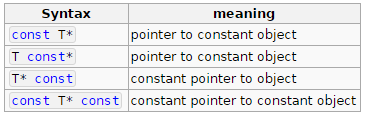 Syntax meaning
const T* pointer to constant object
T const* pointer to constant object
T* const constant pointer to object
const T* const constant pointer to constant object